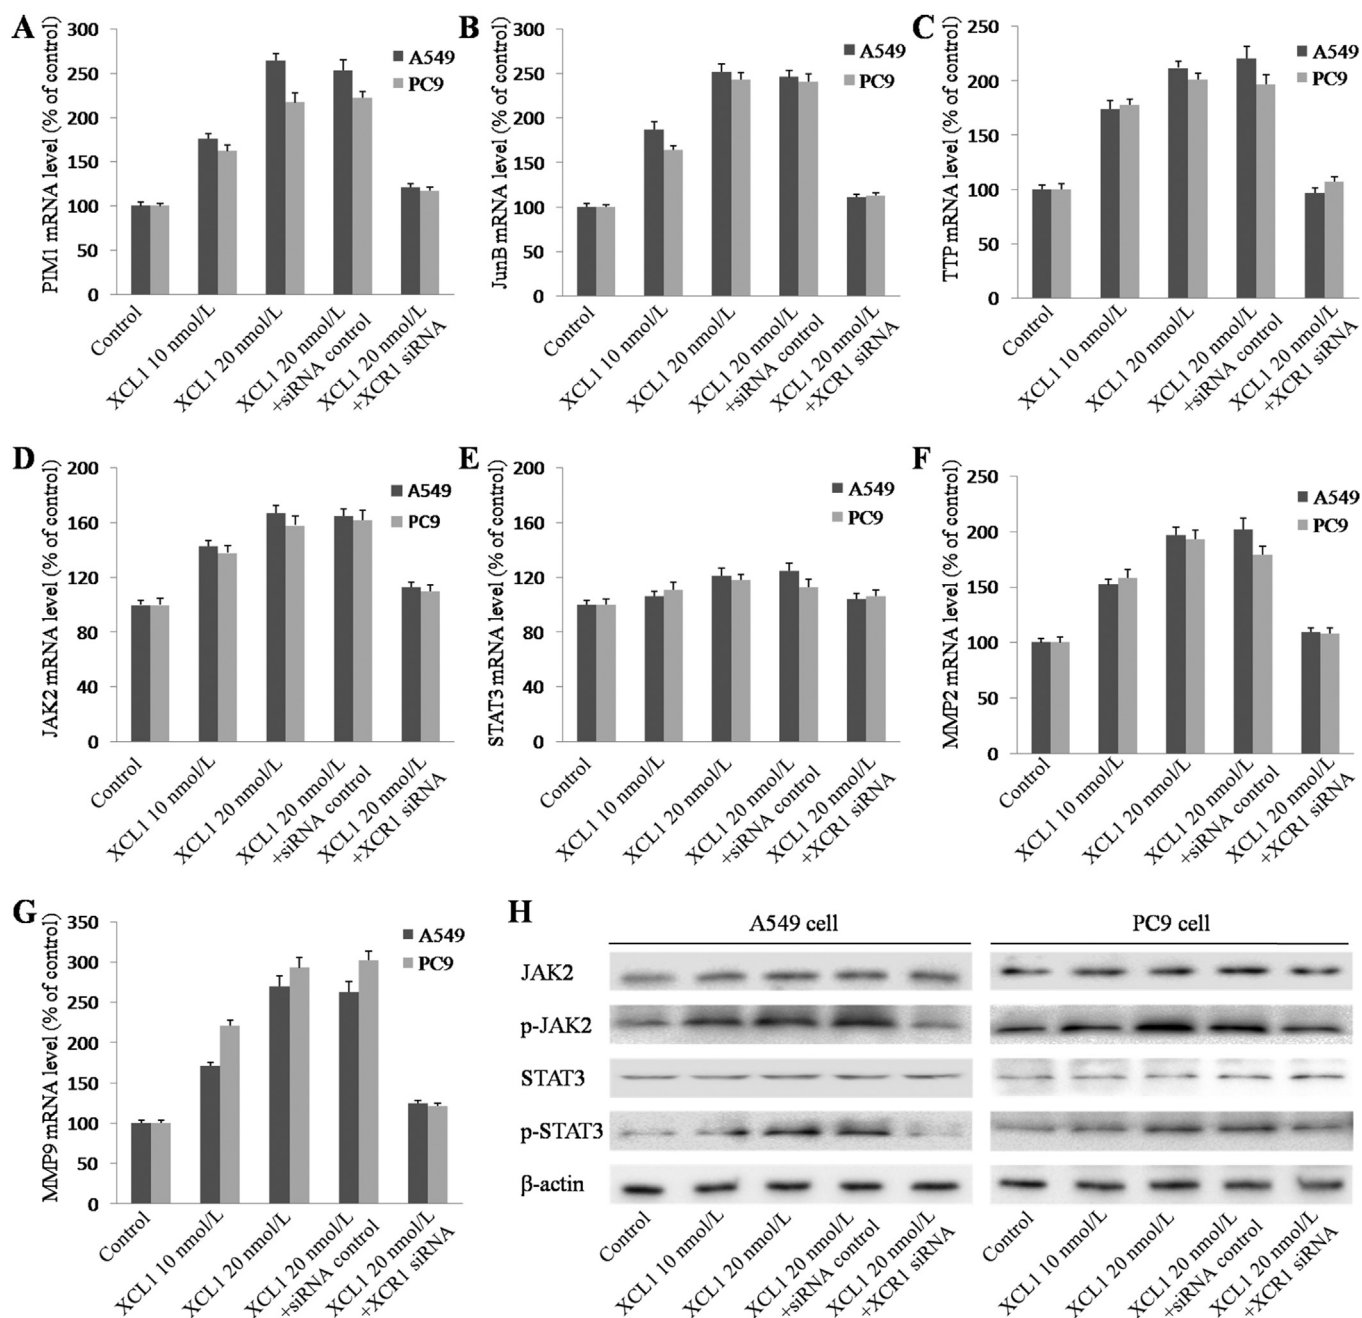 A
PIM1 mRNA level (% of control)
300
250
200
150
100
50
0
A549
PC9
Control
XCL1 10 nmol/L
XCL1 20 nmol/L
XCL1 20 nmol/L
+siRNA control
XCL1 20 nmol/L
+XCR1 siRNA
B
JunB mRNA level (% of control)
300
250
200
150
100
50
0
A549
PC9
Control
XCL1 10 nmol/L
XCL1 20 nmol/L
XCL1 20 nmol/L
+siRNA control
XCL1 20 nmol/L
+XCR1 siRNA
C
TTP mRNA level (% of control)
250
200
150
100
50
0
A549
PC9
Control
XCL1 10 nmol/L
XCL1 20 nmol/L
XCL1 20 nmol/L
+siRNA control
XCL1 20 nmol/L
+XCR1 siRNA
D
JAK2 mRNA level (% of control)
200
160
120
80
40
0
A549
PC9
Control
XCL1 10 nmol/L
XCL1 20 nmol/L
XCL1 20 nmol/L
+siRNA control
XCL1 20 nmol/L
+XCR1 siRNA
E
STAT3 mRNA level (% of control)
200
160
120
80
40
0
A549
PC9
Control
XCL1 10 nmol/L
XCL1 20 nmol/L
XCL1 20 nmol/L
+siRNA control
XCL1 20 nmol/L
+XCR1 siRNA
F
MMP2 mRNA level (% of control)
250
200
150
100
50
0
A549
PC9
Control
XCL1 10 nmol/L
XCL1 20 nmol/L
XCL1 20 nmol/L
+siRNA control
XCL1 20 nmol/L
+XCR1 siRNA
G
MMP9 mRNA level (% of control)
350
300
250
200
150
100
50
0
A549
PC9
Control
XCL1 10 nmol/L
XCL1 20 nmol/L
XCL1 20 nmol/L
+siRNA control
XCL1 20 nmol/L
+XCR1 siRNA
H
A549 cell
PC9 cell
JAK2
p-JAK2
STAT3
p-STAT3
β-actin
Control
XCL1 10 nmol/L
XCL1 20 nmol/L
XCL1 20 nmol/L
+siRNA control
XCL1 20 nmol/L
+XCR1 siRNA
Control
XCL1 10 nmol/L
XCL1 20 nmol/L
XCL1 20 nmol/L
+siRNA control
XCL1 20 nmol/L
+XCR1 siRNA